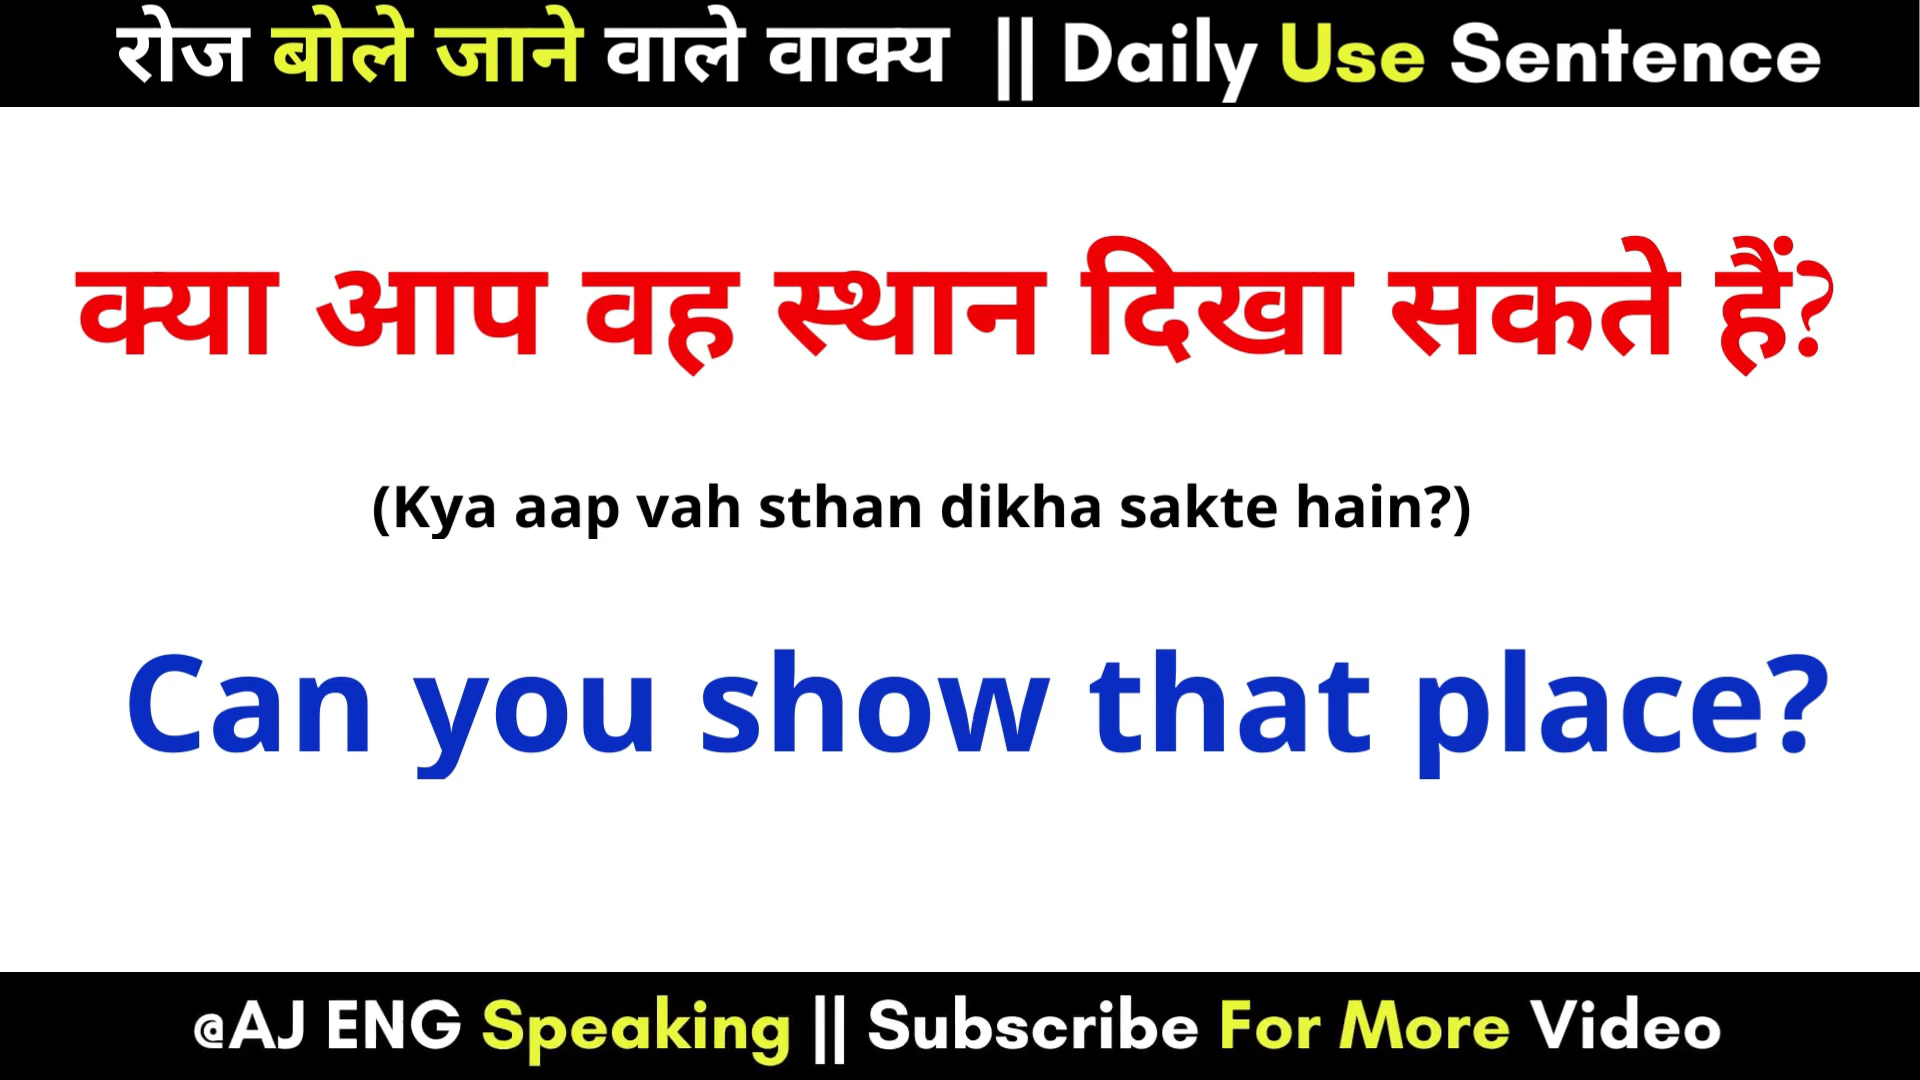 रोज बोले जाने वाले वाक्य || Daily Use Sentence
क्या आप वह स्थान दिखा सकते हैं?
(Kya aap vah sthan dikha sakte hain?)
Can you show that place?
@AJ ENG Speaking || Subscribe For More Video